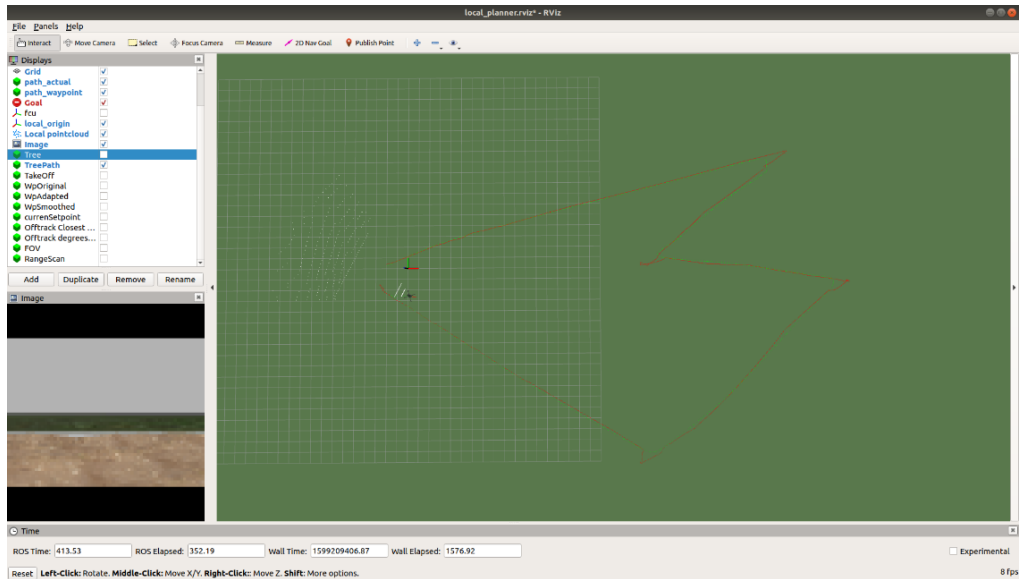 local_planner.rviz* - RViz
File Panels Help
Interact Move Camera Select Focus Camera Measure 2D Nav Goal Publish Point
Displays
Grid
path_actual
path_waypoint
Goal
fcu
local_origin
Local pointcloud
Image
Tree
TreePath
TakeOff
WpOriginal
WpAdapted
WpSmoothed
currenSetpoint
Offtrack Closest ...
Offtrack degrees...
FOV
RangeScan
Add Duplicate Remove Rename
Image
Time
ROS Time: 413.53 ROS Elapsed: 352.19 Wall Time: 1599209406.87 Wall Elapsed: 1576.92 Experimental
Reset Left-Click: Rotate. Middle-Click: Move X/Y. Right-Click:: Move Z. Shift: More options. 8 fps